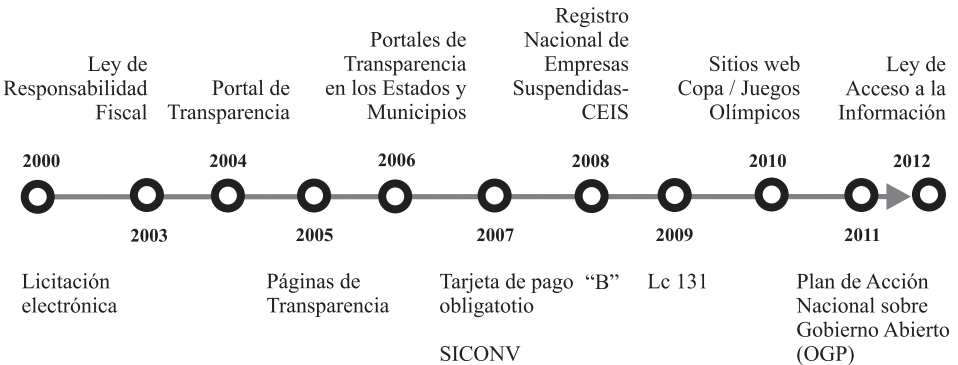 Ley de
Responsabilidad
Fiscal
Portal de
Transparencia
Portales de
Transparencia
en los Estados y
Municipios
Registro
Nacional de
Empresas
Suspendidas-
CEIS
Sitios web
Copa / Juegos
Olímpicos
Ley de
Acceso a la
Información
2000
2004
2006
2008
2010
2012
2003
2005
2007
2009
2011
Licitación
electrónica
Páginas de
Transparencia
Tarjeta de pago
obligatotio
SICONV
“B”
Lc 131
Plan de Acción
Nacional sobre
Gobierno Abierto
(OGP)